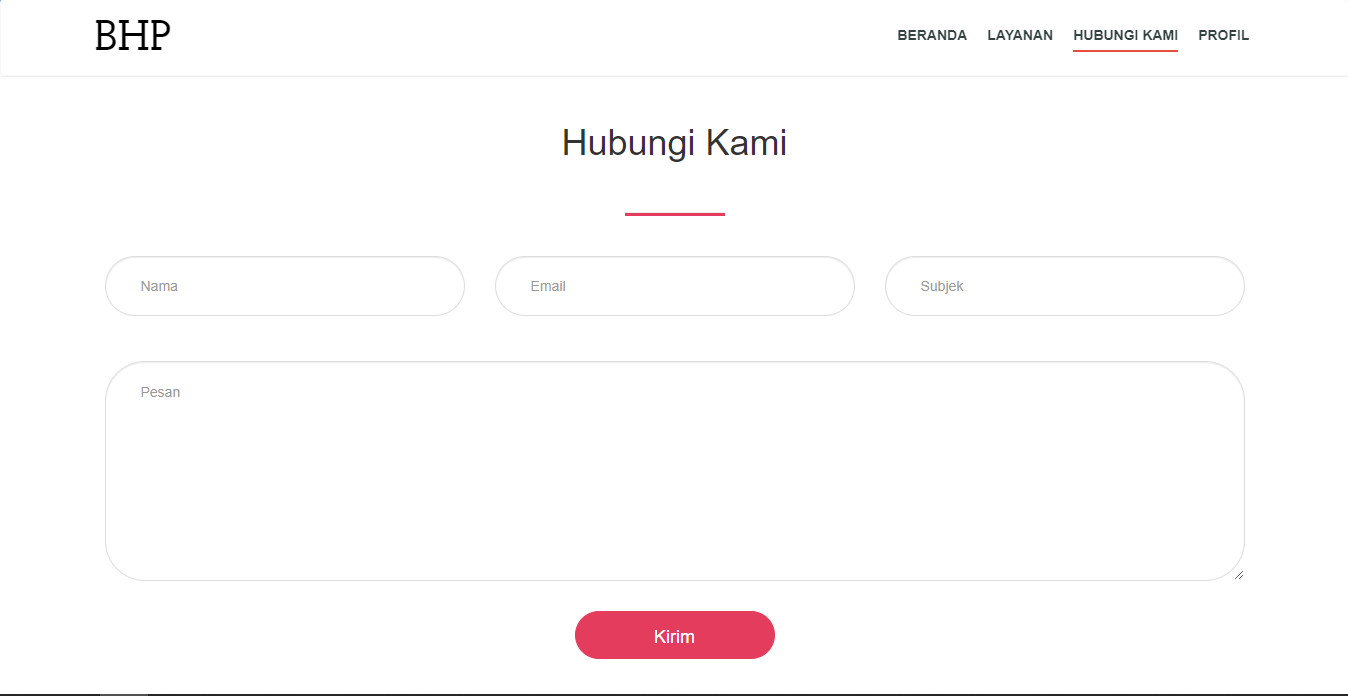 BHP
BERANDA LAYANAN HUBUNGI KAMI PROFIL
Hubungi Kami
Nama Email Subjek
Pesan
Kirim